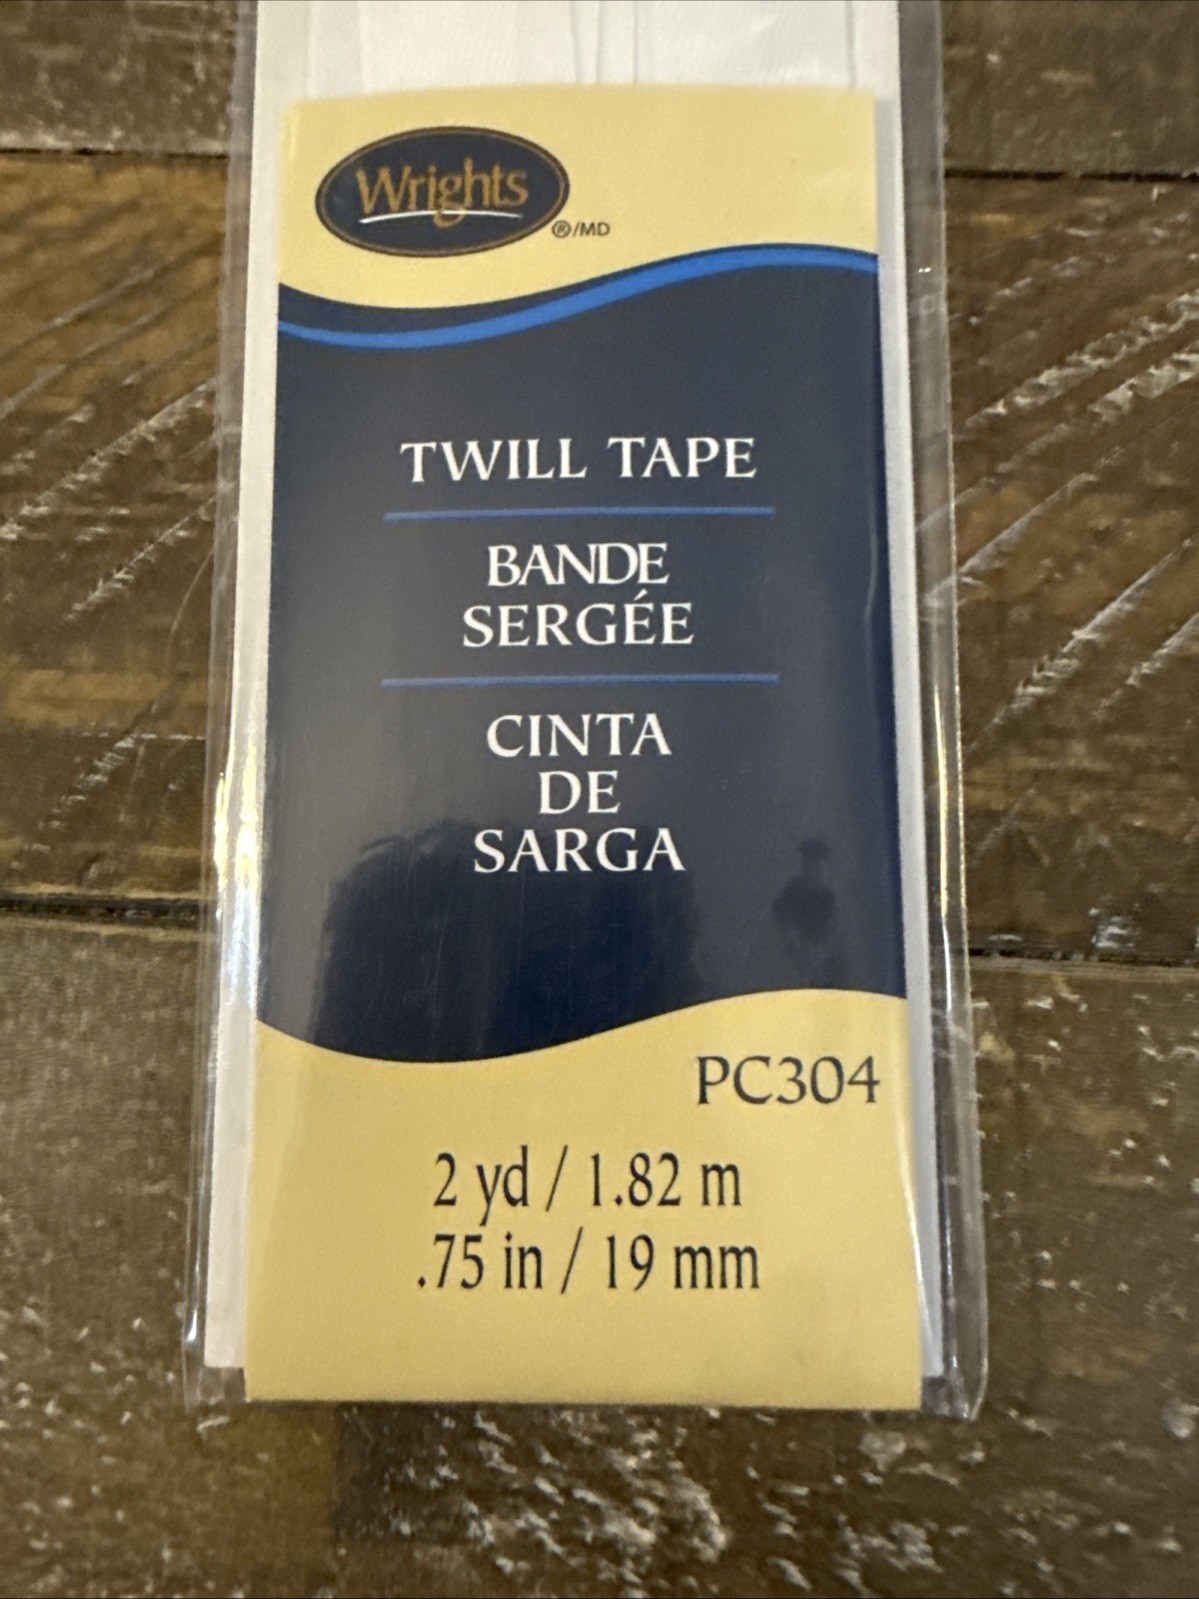 Wrights
®/MD
TWILL TAPE
BANDE
SERGÉE
CINTA
DE
SARGA
PC304
2 yd / 1.82 m
.75 in / 19 mm